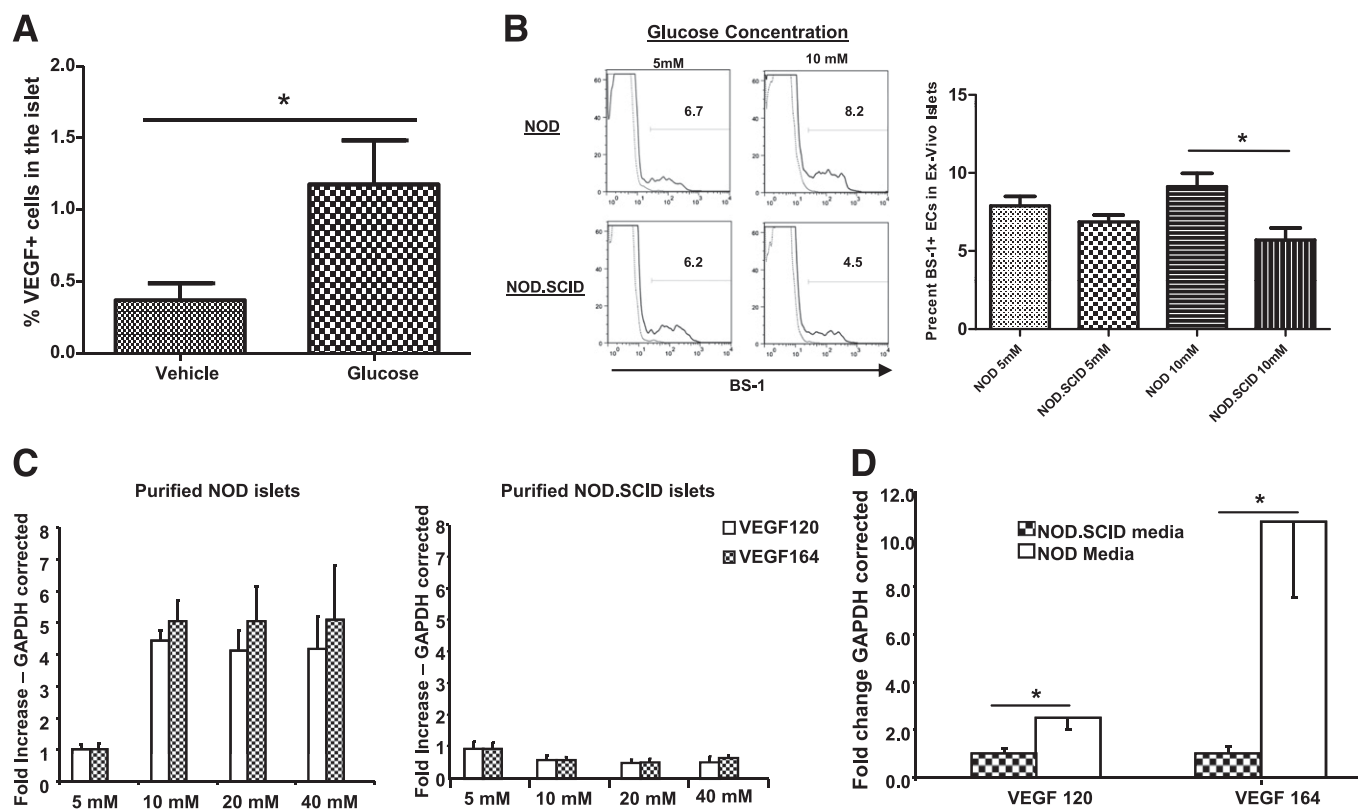 A
% VEGF+ cells in the islet
2.0
1.5
1.0
0.5
0.0
*
Vehicle
Glucose
B
Glucose Concentration
5mM
10 mM
NOD
6.7
8.2
NOD.SCID
6.2
4.5
BS-1
Precent BS-1+ ECs in Ex-Vivo Islets
15
10
5
0
*
NOD 5mM
NOD.SCID 5mM
NOD 10mM
NOD.SCID 10mM
C
Purified NOD islets
Fold Increase – GAPDH corrected
8
7
6
5
4
3
2
1
0
5 mM
10 mM
20 mM
40 mM
Purified NOD.SCID islets
Fold Increase – GAPDH corrected
8
7
6
5
4
3
2
1
0
VEGF120
VEGF164
5 mM
10 mM
20 mM
40 mM
D
Fold change GAPDH corrected
12.0
10.0
8.0
6.0
4.0
2.0
0.0
NOD.SCID media
NOD Media
*
*
VEGF 120
VEGF 164